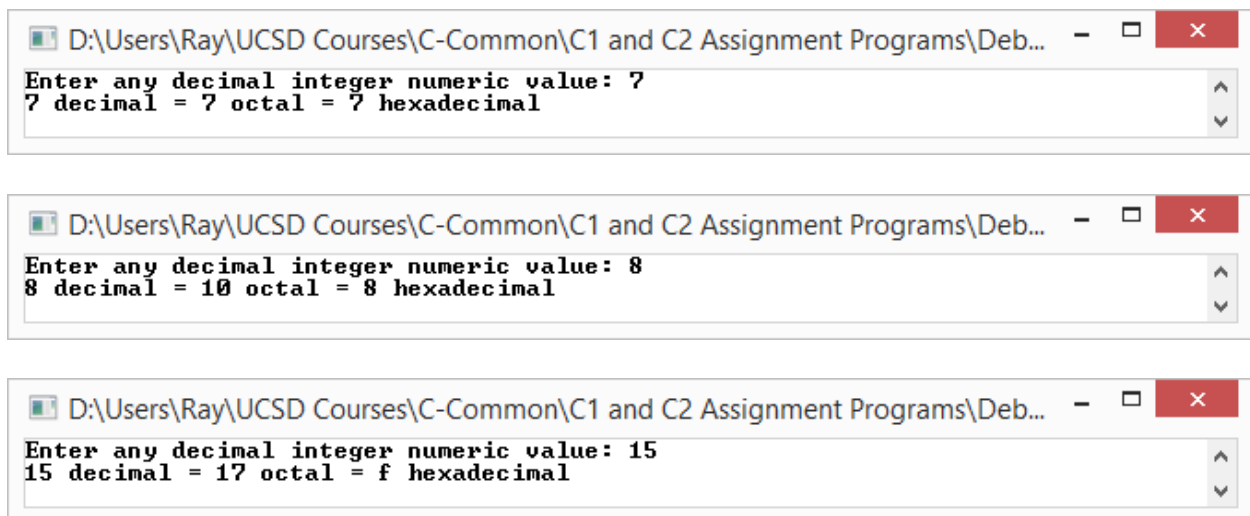 D:\Users\Ray\UCSD Courses\C-Common\C1 and C2 Assignment Programs\Deb...
Enter any decimal integer numeric value: 7
7 decimal = 7 octal = 7 hexadecimal
D:\Users\Ray\UCSD Courses\C-Common\C1 and C2 Assignment Programs\Deb...
Enter any decimal integer numeric value: 8
8 decimal = 10 octal = 8 hexadecimal
D:\Users\Ray\UCSD Courses\C-Common\C1 and C2 Assignment Programs\Deb...
Enter any decimal integer numeric value: 15
15 decimal = 17 octal = f hexadecimal